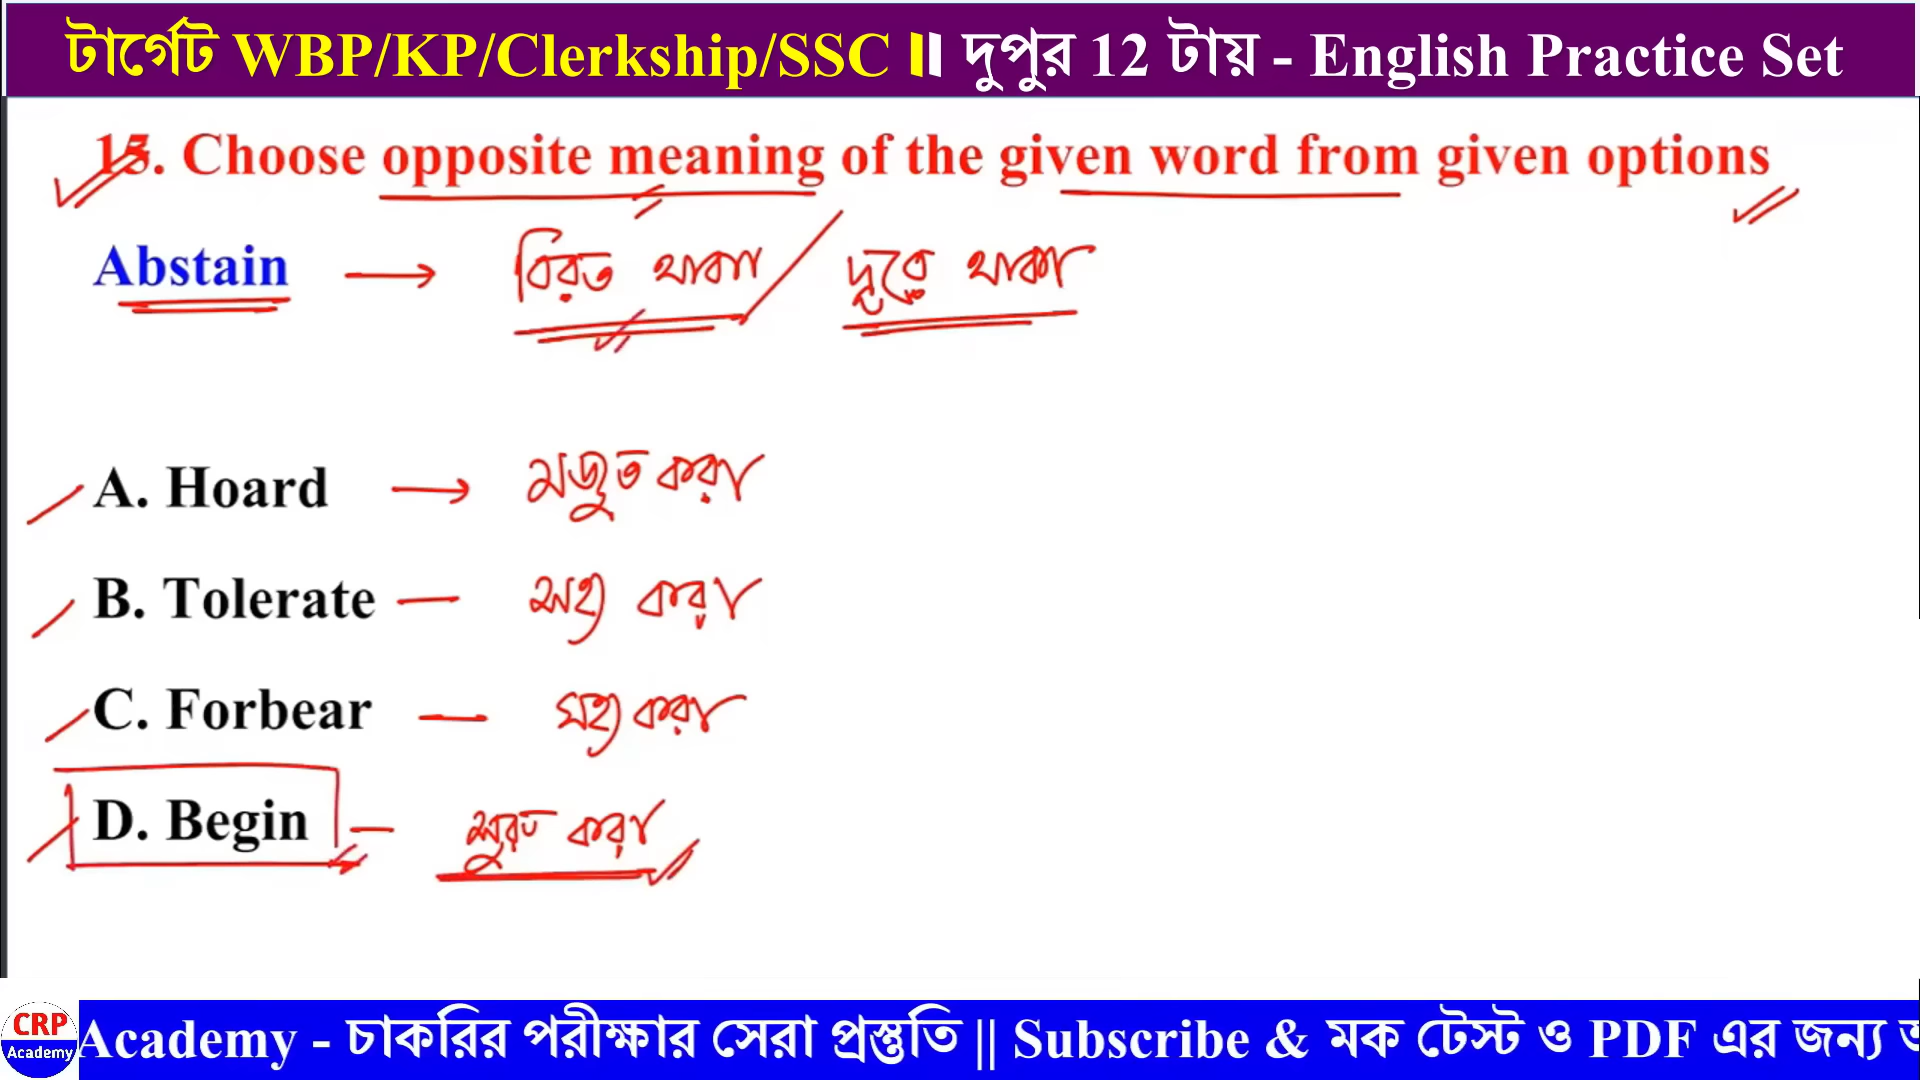 টার্গেট WBP/KP/Clerkship/SSC || দুপুর 12 টায় - English Practice Set
15. Choose opposite meaning of the given word from given options
Abstain → বিরত থাকা / দূরে থাকা
A. Hoard → মজুত করা
B. Tolerate — সহ্য করা
C. Forbear — সহ্য করা
D. Begin — শুরু করা
CRP
Academy
Academy - চাকরির পরীক্ষার সেরা প্রস্তুতি || Subscribe & মক টেস্ট ও PDF এর জন্য